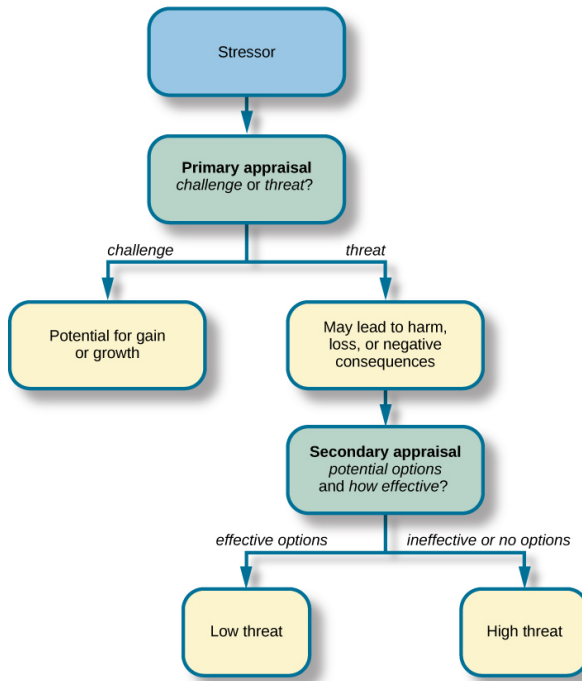 Stressor
Primary appraisal
challenge or threat?
challenge
threat
Potential for gain
or growth
May lead to harm,
loss, or negative
consequences
Secondary appraisal
potential options
and how effective?
effective options
ineffective or no options
Low threat
High threat